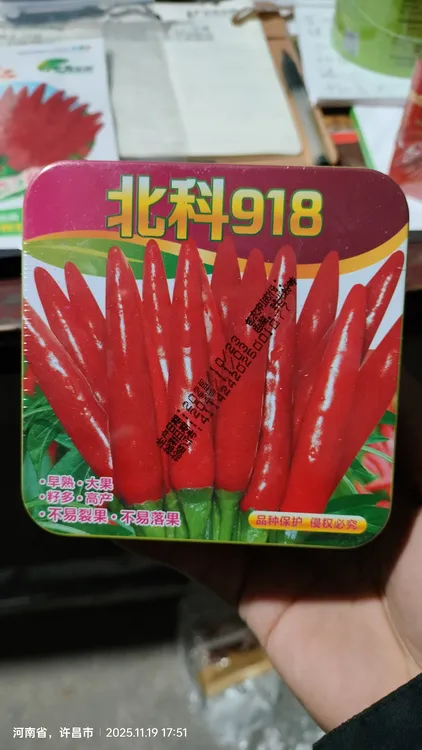 北科918
·早熟·大果
·籽多·高产
·不易裂果·不易落果
品种保护 侵权必究
河南省，许昌市 2025.11.19 17:51